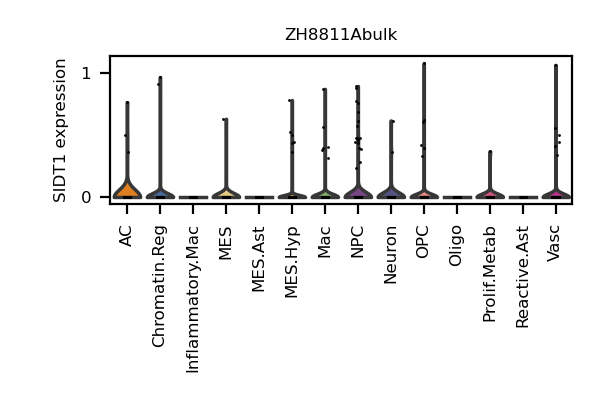 ZH8811Abulk
SIDT1 expression
1
0
AC
Chromatin.Reg
Inflammatory.Mac
MES
MES.Ast
MES.Hyp
Mac
NPC
Neuron
OPC
Oligo
Prolif.Metab
Reactive.Ast
Vasc